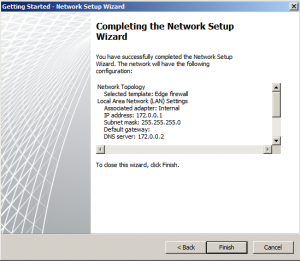 Getting Started - Network Setup Wizard
Completing the Network Setup
Wizard
You have successfully completed the Network Setup
Wizard. The network will have the following
configuration:
Network Topology
Selected template: Edge firewall
Local Area Network (LAN) Settings
Associated adapter: Internal
IP address: 172.0.0.1
Subnet mask: 255.255.255.0
Default gateway:
DNS server: 172.0.0.2
To close this wizard, click Finish.
< Back
Finish
Cancel